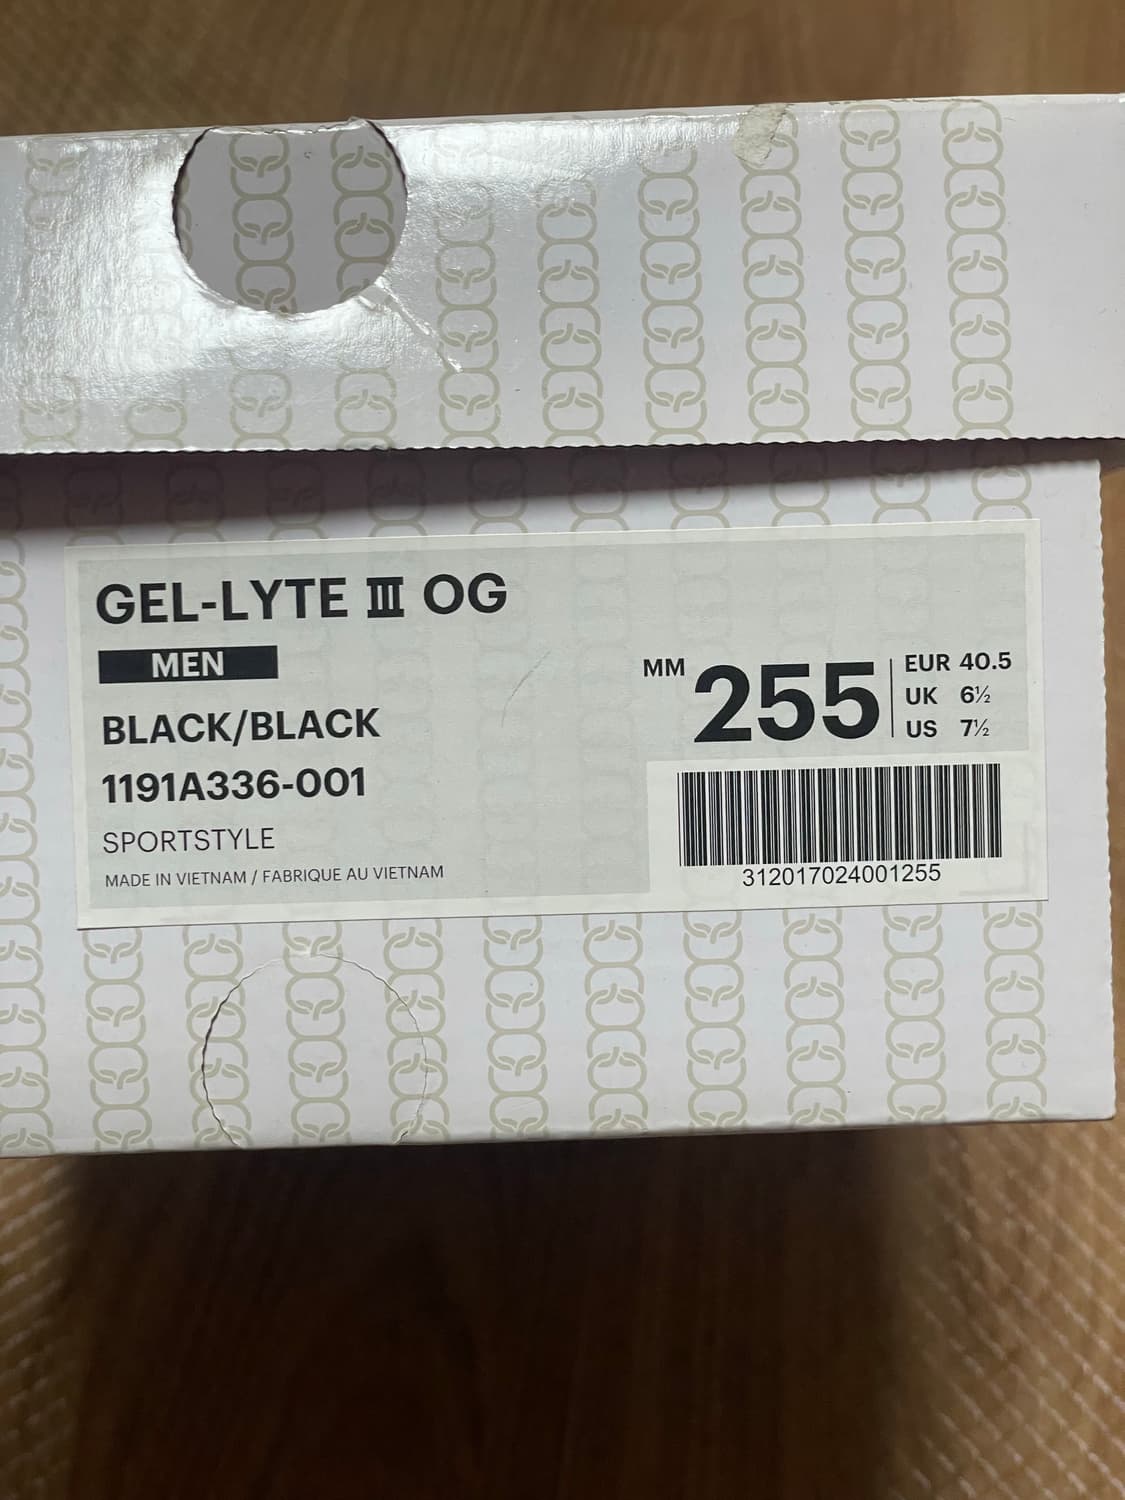 GEL-LYTE III OG
MEN
BLACK/BLACK
1191A336-001
SPORTSTYLE
MADE IN VIETNAM / FABRIQUE AU VIETNAM
MM 255
EUR 40.5
UK 6½
US 7½
312017024001255